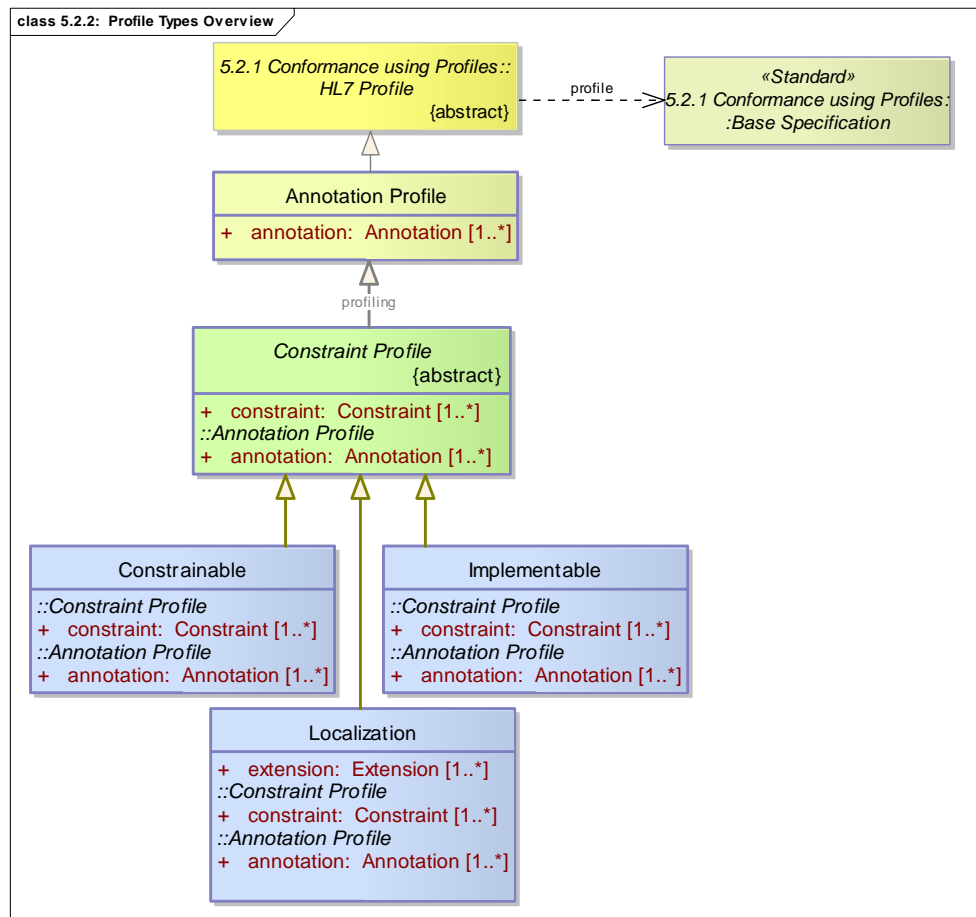 class 5.2.2: Profile Types Overview
5.2.1 Conformance using Profiles::
HL7 Profile
{abstract}
profile
«Standard»
5.2.1 Conformance using Profiles:
:Base Specification
Annotation Profile
+ annotation: Annotation [1..*]
profiling
Constraint Profile
{abstract}
+ constraint: Constraint [1..*]
::Annotation Profile
+ annotation: Annotation [1..*]
Constrainable
::Constraint Profile
+ constraint: Constraint [1..*]
::Annotation Profile
+ annotation: Annotation [1..*]
Implementable
::Constraint Profile
+ constraint: Constraint [1..*]
::Annotation Profile
+ annotation: Annotation [1..*]
Localization
+ extension: Extension [1..*]
::Constraint Profile
+ constraint: Constraint [1..*]
::Annotation Profile
+ annotation: Annotation [1..*]